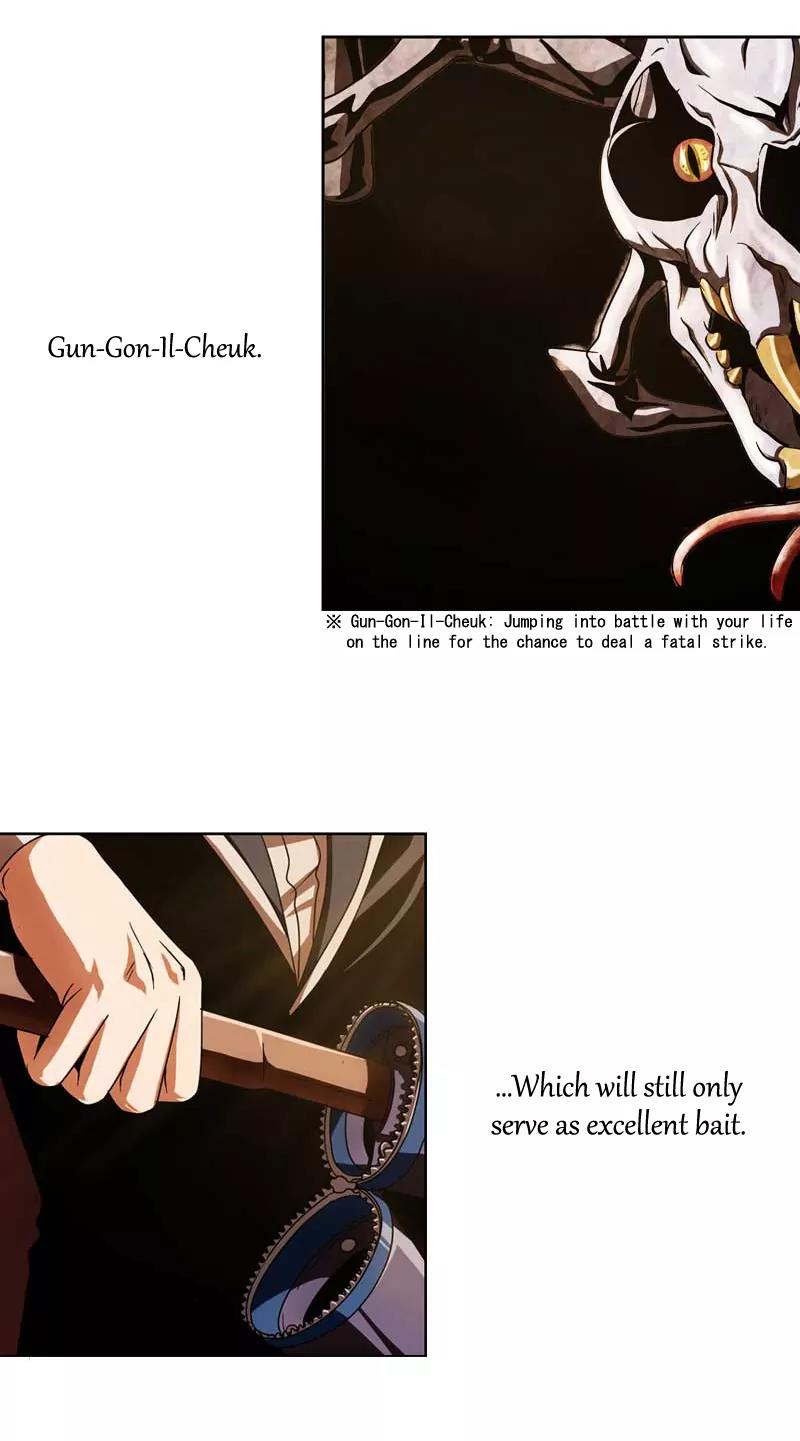 Gun-Gon-Il-Cheuk.
※ Gun-Gon-Il-Cheuk: Jumping into battle with your life
on the line for the chance to deal a fatal strike.
...Which will still only
serve as excellent bait.